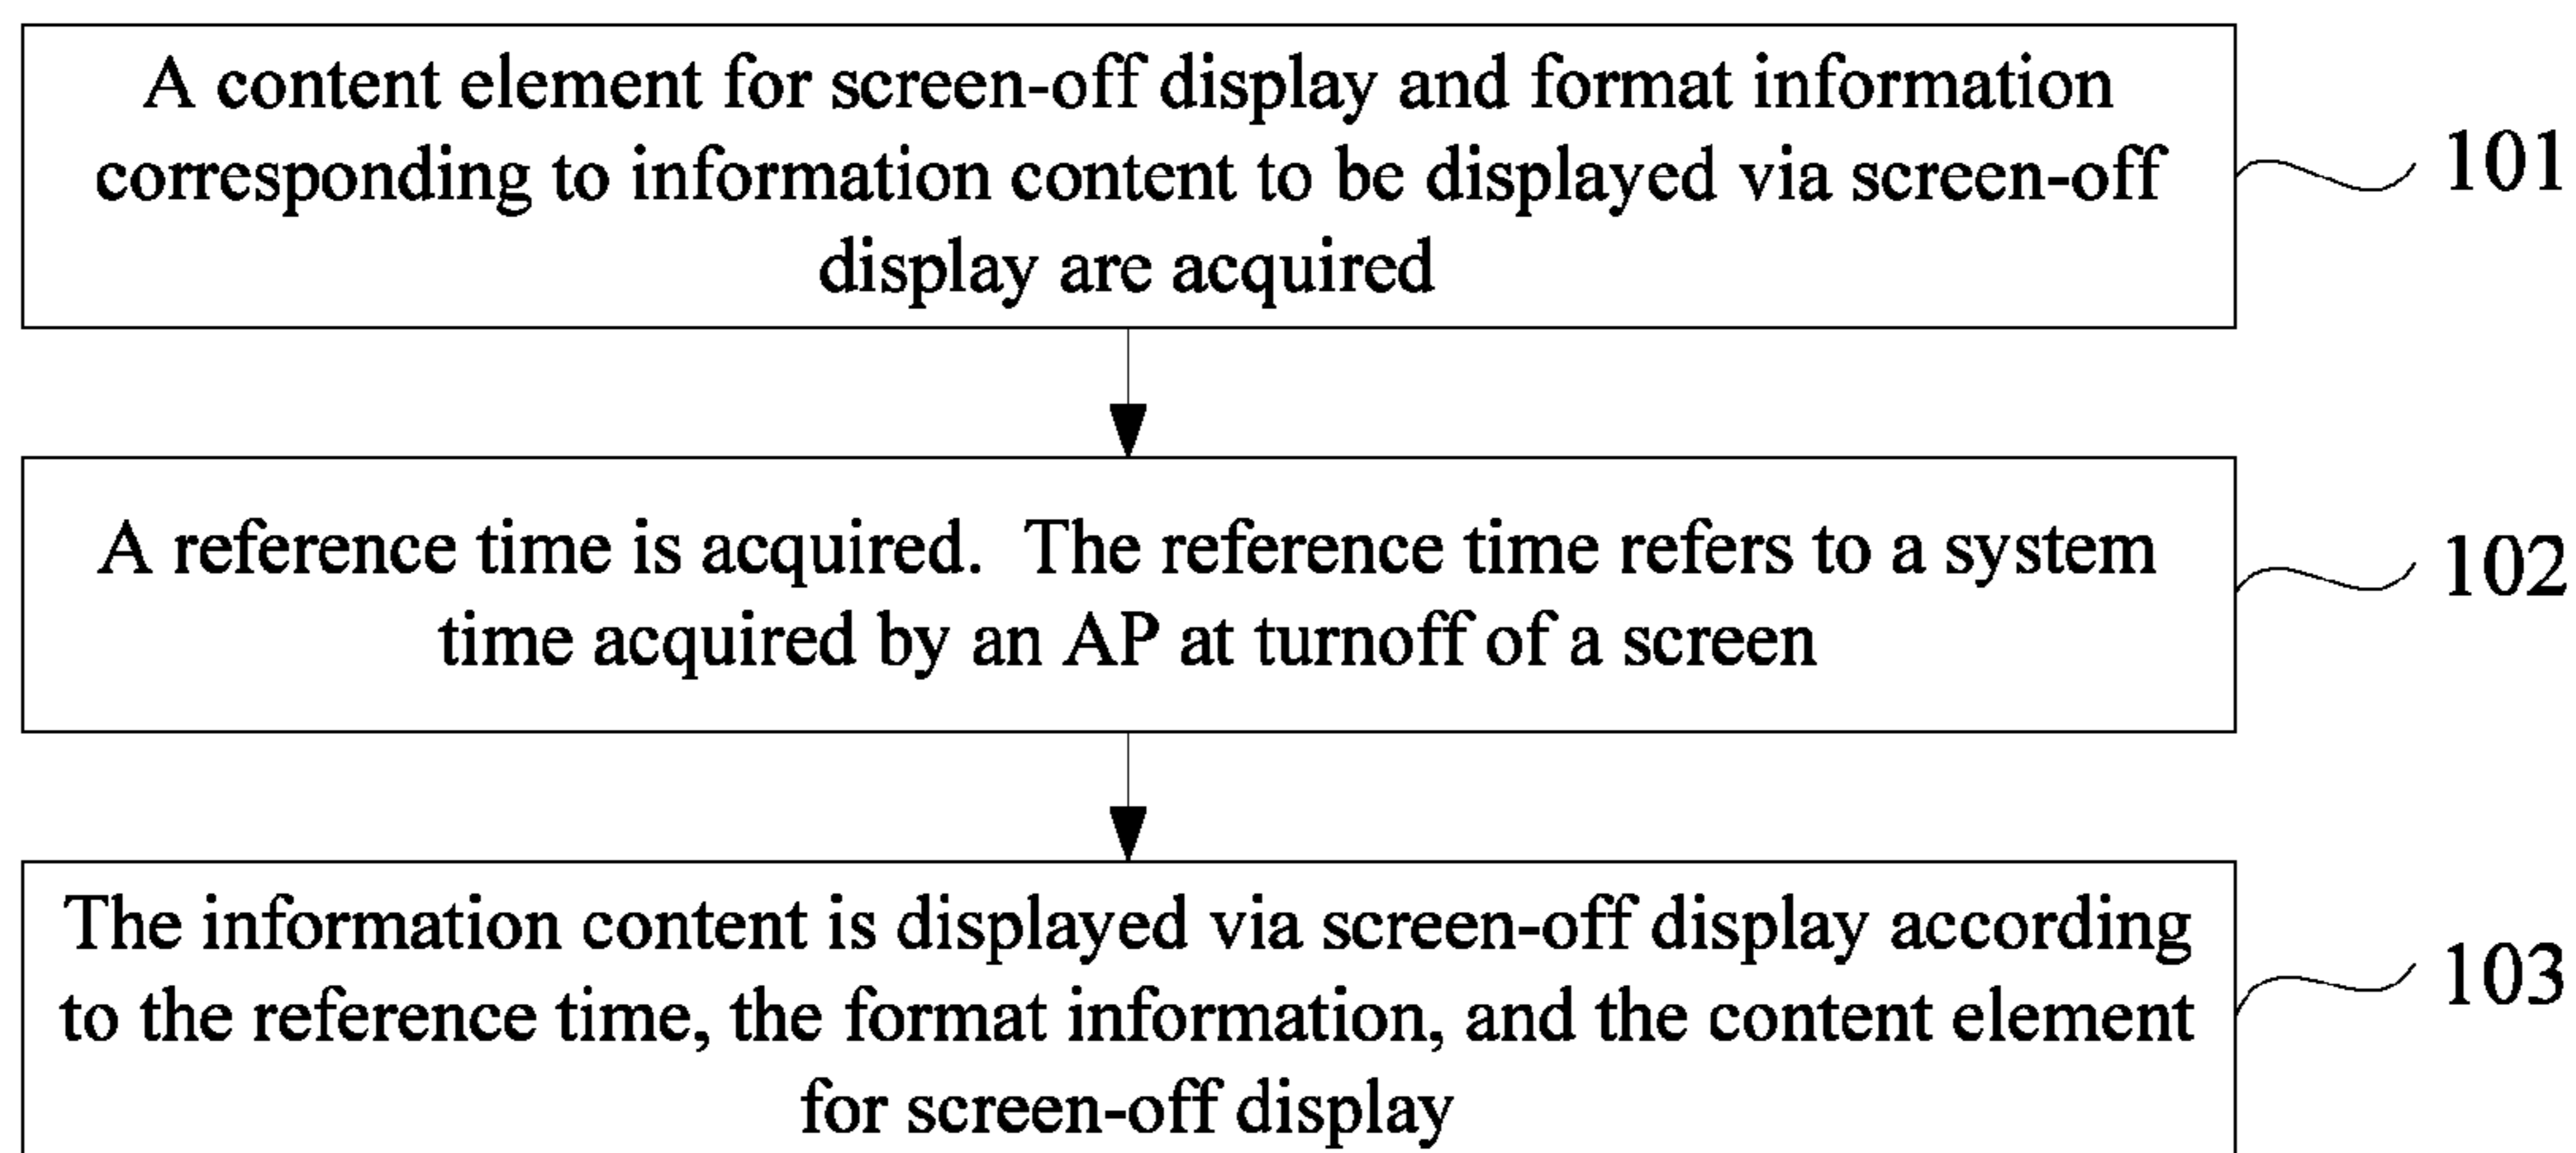 A content element for screen-off display and format information
corresponding to information content to be displayed via screen-off
display are acquired
101
A reference time is acquired.  The reference time refers to a system
time acquired by an AP at turnoff of a screen
102
The information content is displayed via screen-off display according
to the reference time, the format information, and the content element
for screen-off display
103